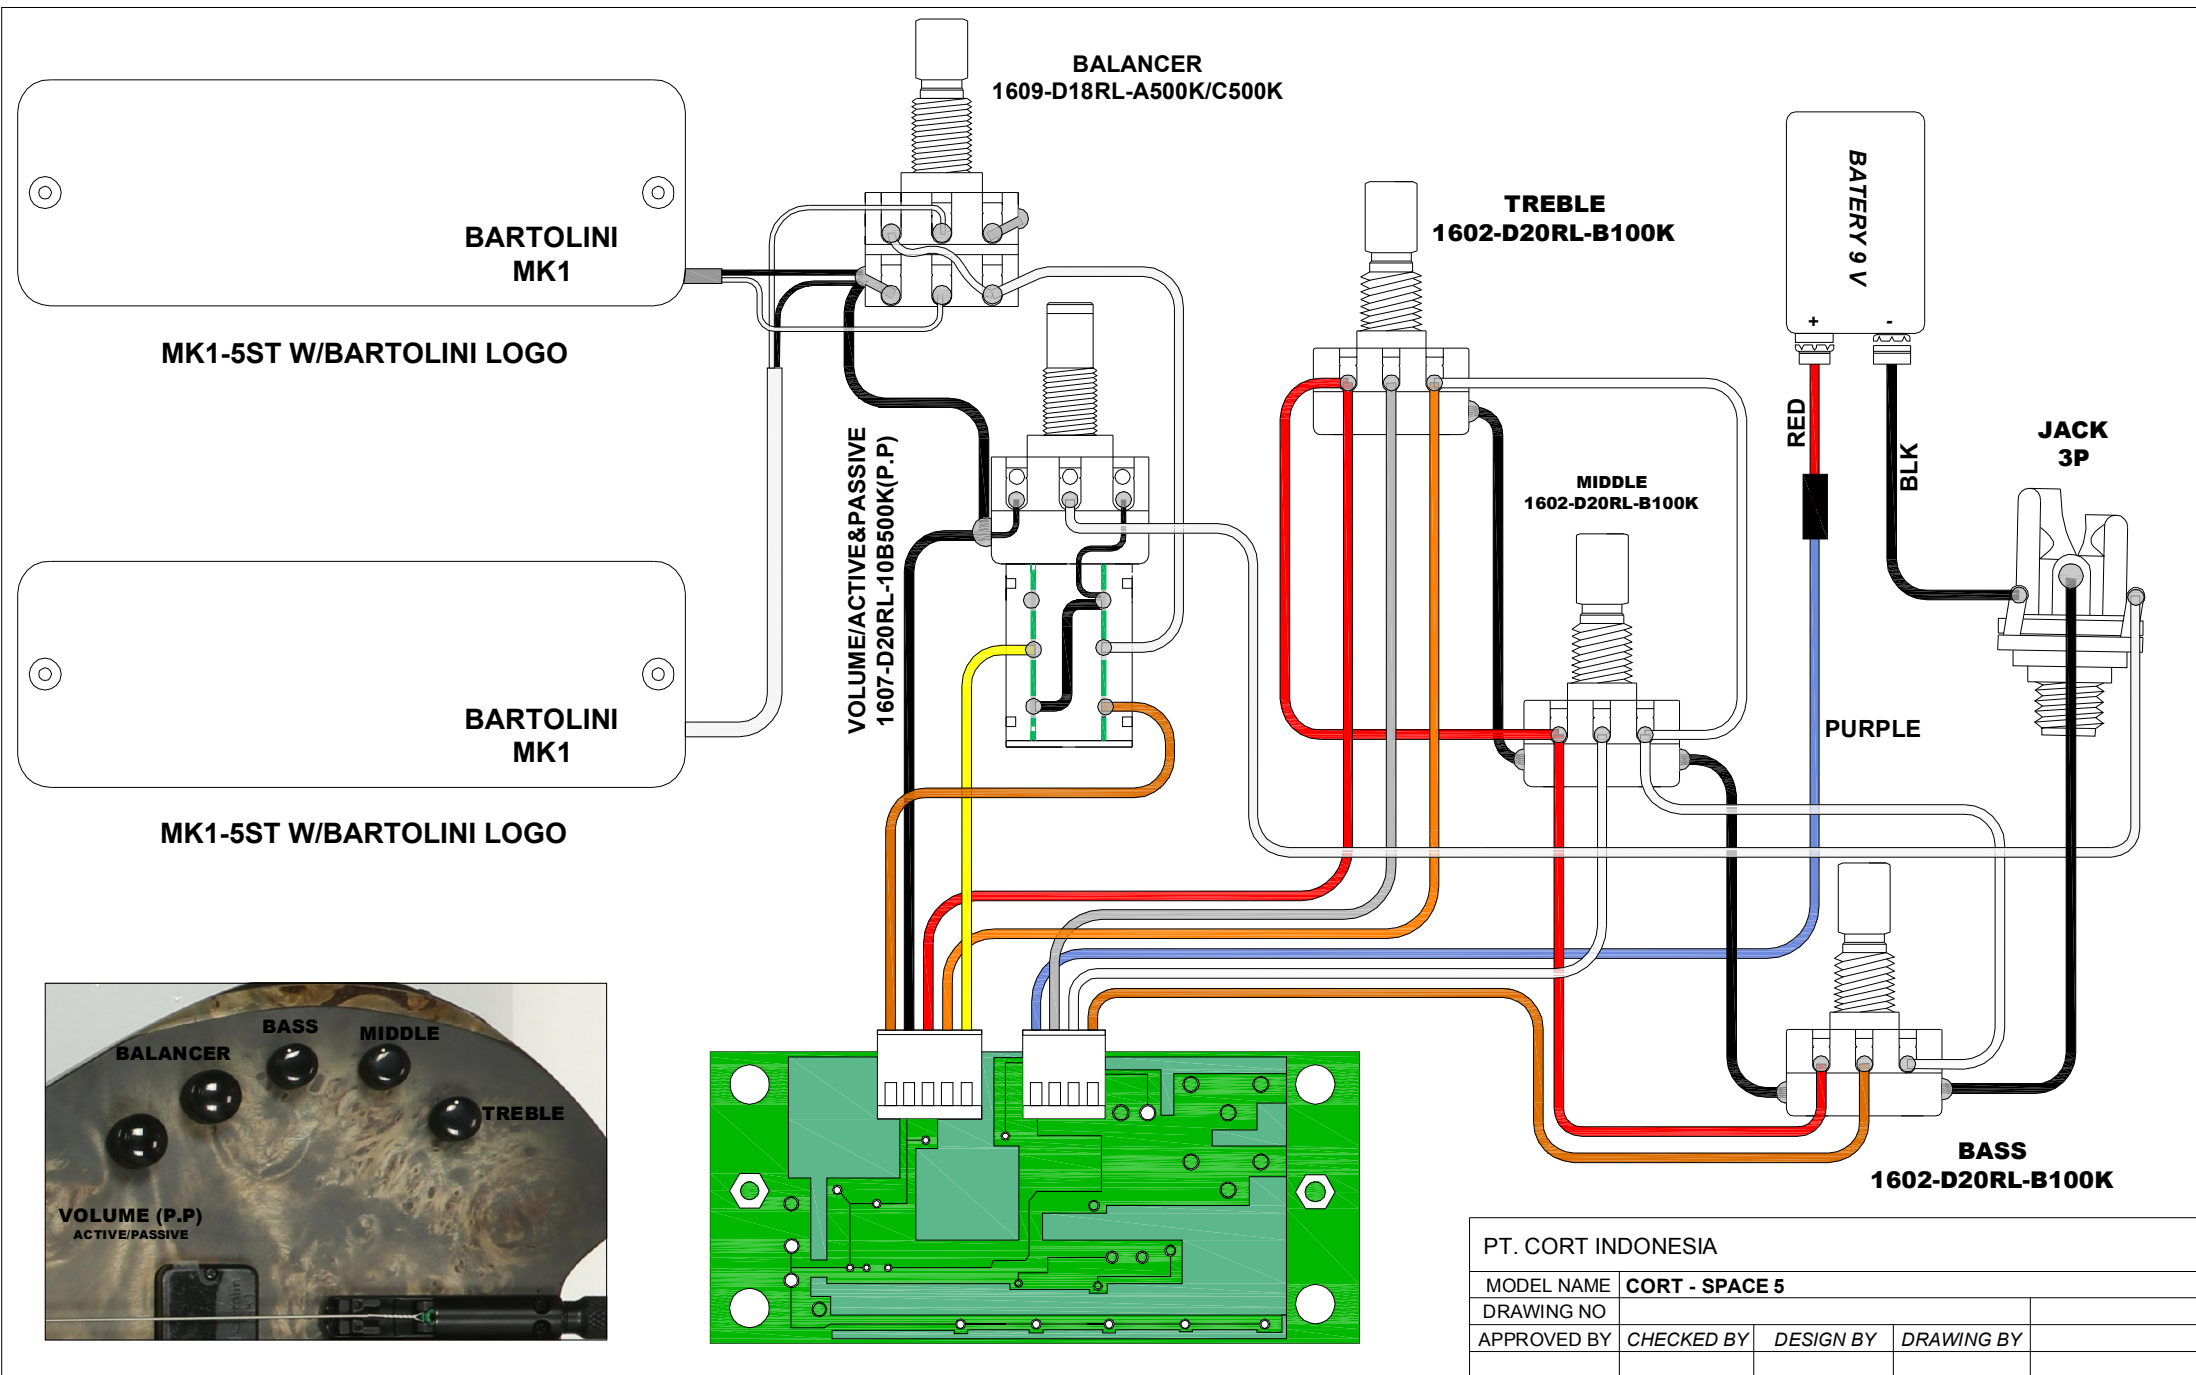 BALANCER
1609-D18RL-A500K/C500K
BARTOLINI
MK1
MK1-5ST W/BARTOLINI LOGO
BARTOLINI
MK1
MK1-5ST W/BARTOLINI LOGO
VOLUME/ACTIVE&PASSIVE
1607-D20RL-10B500K(P.P)
TREBLE
1602-D20RL-B100K
MIDDLE
1602-D20RL-B100K
BATERY 9 V
+ -
RED
BLK
JACK
3P
PURPLE
BASS
1602-D20RL-B100K
BASS
MIDDLE
BALANCER
TREBLE
VOLUME (P.P)
ACTIVE/PASSIVE
PT. CORT INDONESIA
MODEL NAME CORT - SPACE 5
DRAWING NO
APPROVED BY CHECKED BY DESIGN BY DRAWING BY